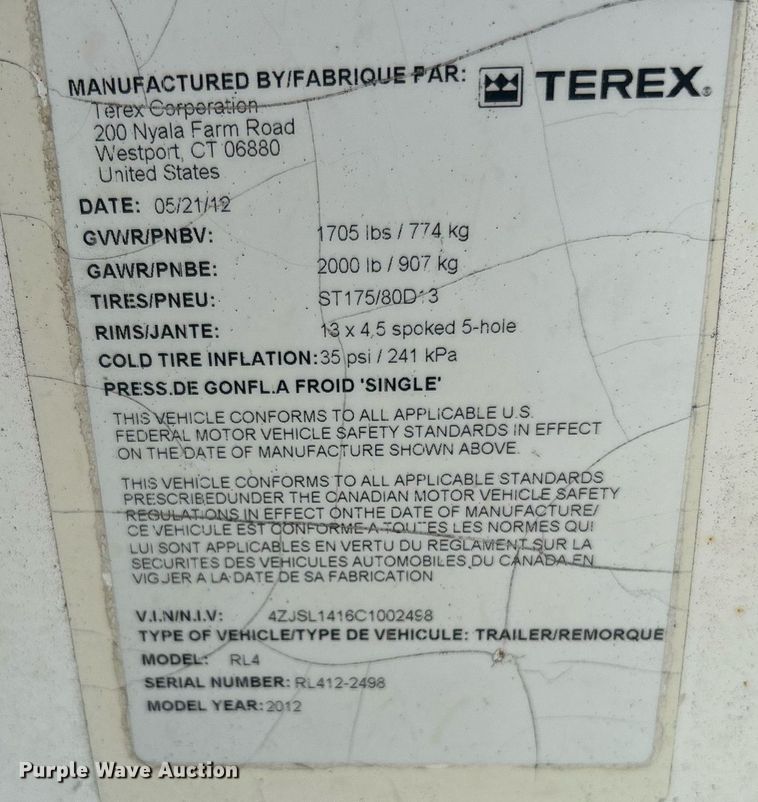 MANUFACTURED BY/FABRIQUE PAR: TEREX®
Terex Corporation
200 Nyala Farm Road
Westport, CT 06880
United States
DATE: 05/21/12
GVWR/PNBV: 1705 lbs / 774 kg
GAWR/PNBE: 2000 lb / 907 kg
TIRES/PNEU: ST175/80D13
RIMS/JANTE: 13 x 4.5 spoked 5-hole
COLD TIRE INFLATION: 35 psi / 241 kPa
PRESS.DE GONFL.A FROID 'SINGLE'
THIS VEHICLE CONFORMS TO ALL APPLICABLE U.S.
FEDERAL MOTOR VEHICLE SAFETY STANDARDS IN EFFECT
ON THE DATE OF MANUFACTURE SHOWN ABOVE.
THIS VEHICLE CONFORMS TO ALL APPLICABLE STANDARDS
PRESCRIBEDUNDER THE CANADIAN MOTOR VEHICLE SAFETY
REGULATIONS IN EFFECT ONTHE DATE OF MANUFACTURE/
CE VEHICULE EST CONFORME A TOUTES LES NORMES QUI
LUI SONT APPLICABLES EN VERTU DU REGLAMENT SUR LA
SECURITES DES VEHICULES AUTOMOBILES DU CANADA EN
VIGJER A LA DATE DE SA FABRICATION
V.I.N/N.I.V: 4ZJSL1416C1002498
TYPE OF VEHICLE/TYPE DE VEHICULE: TRAILER/REMORQUE
MODEL: RL4
SERIAL NUMBER: RL412-2498
MODEL YEAR: 2012
Purple Wave Auction